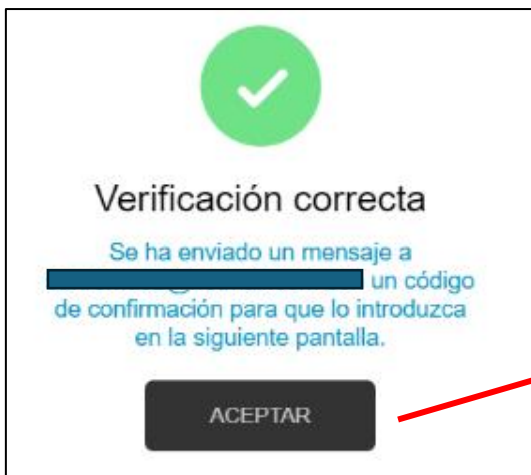 Verificación correcta
Se ha enviado un mensaje a
un código
de confirmación para que lo introduzca
en la siguiente pantalla.
ACEPTAR